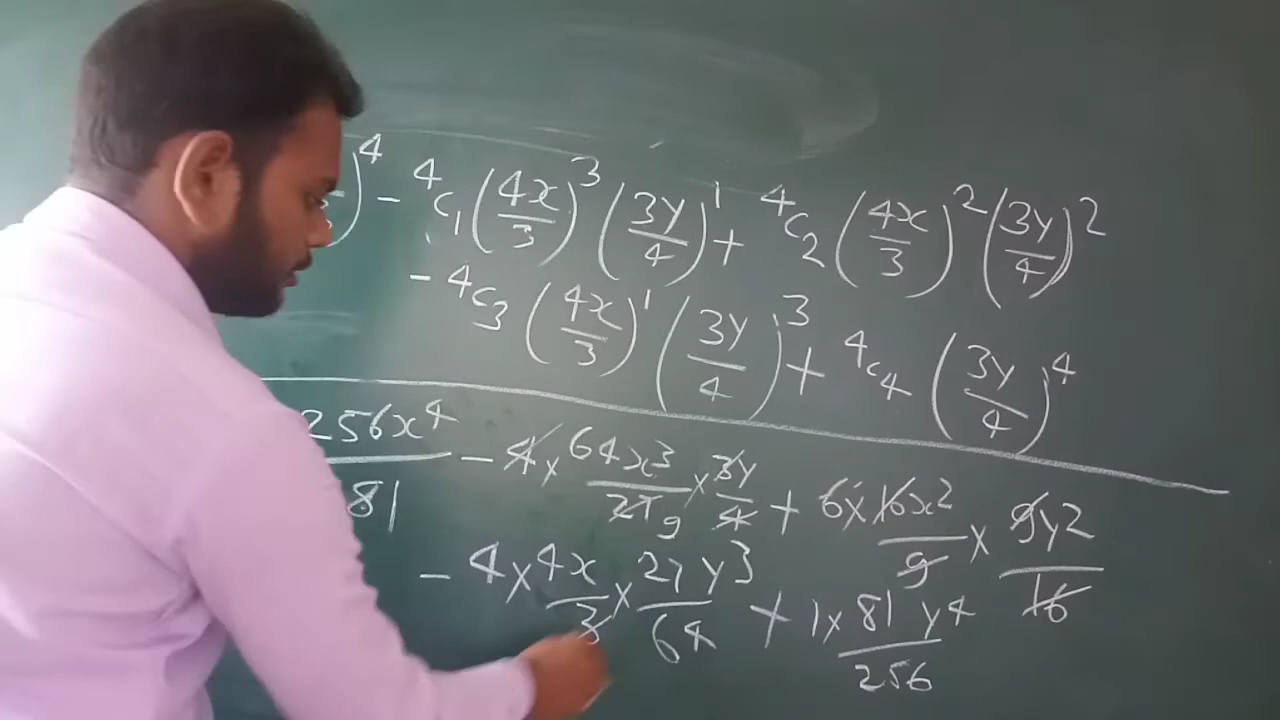 )⁴ - ⁴C₁ (4x/3)³ (3y/4)¹ + ⁴C₂ (4x/3)² (3y/4)²
- ⁴C₃ (4x/3)¹ (3y/4)³ + ⁴C₄ (3y/4)⁴
256x⁴/81 - 4 × 64x³/27 9 × 3y/4 + 6 × 16x²/9 × 9y²/16
- 4 × 4x/3 × 27y³/64 + 1 × 81y⁴/256